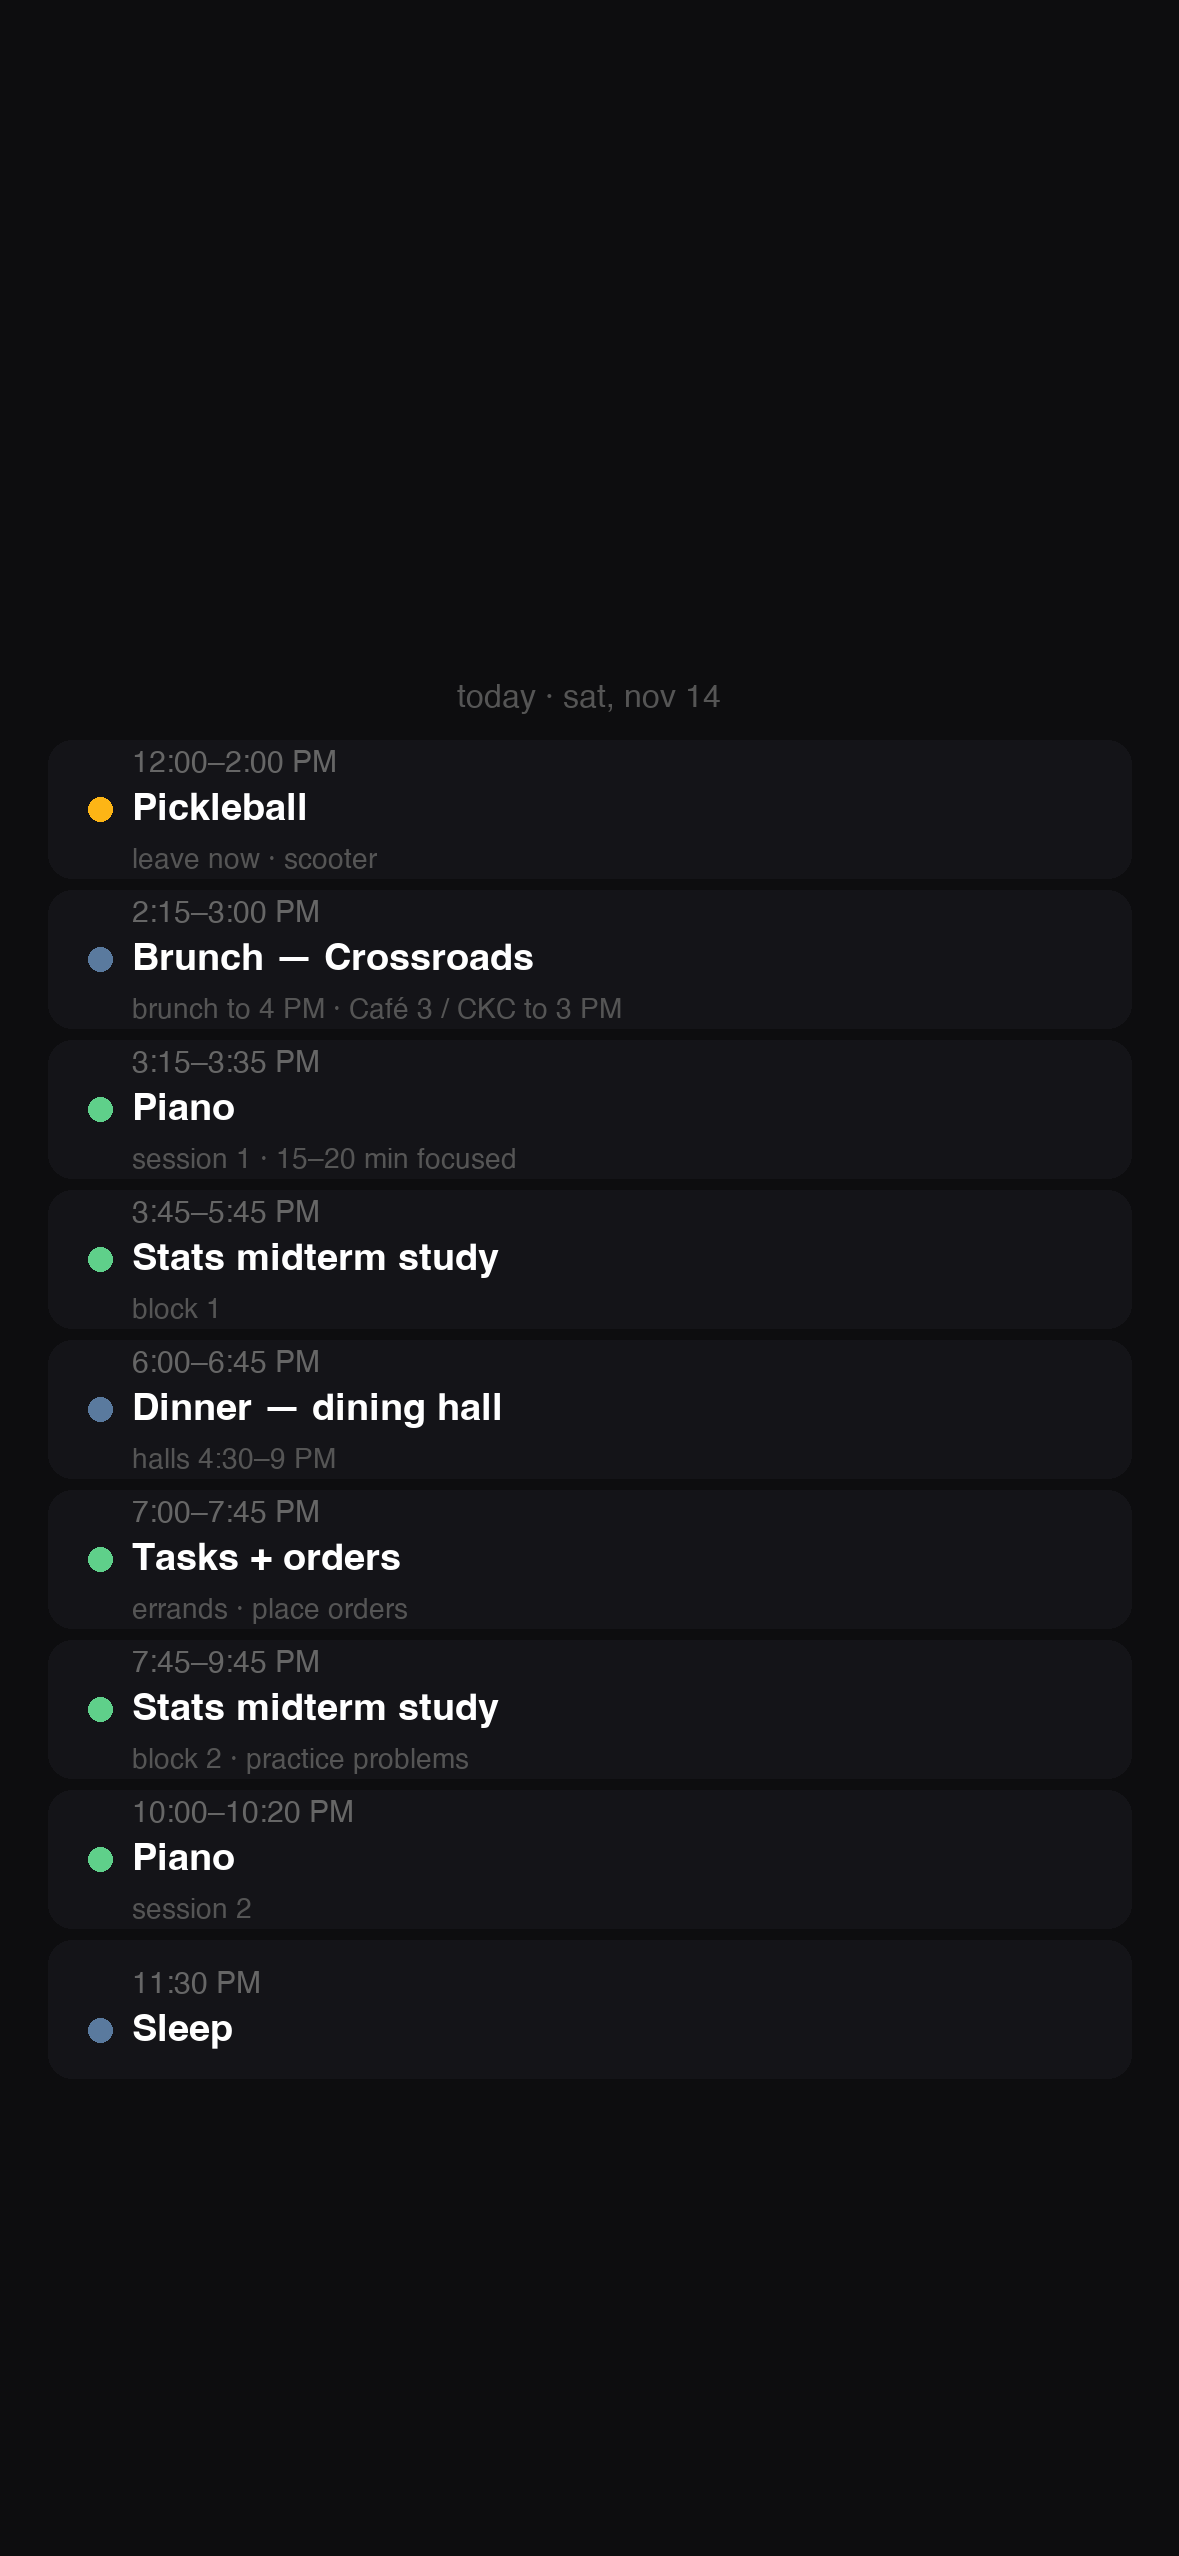 today · sat, nov 14
12:00–2:00 PM
Pickleball
leave now · scooter
2:15–3:00 PM
Brunch — Crossroads
brunch to 4 PM · Café 3 / CKC to 3 PM
3:15–3:35 PM
Piano
session 1 · 15–20 min focused
3:45–5:45 PM
Stats midterm study
block 1
6:00–6:45 PM
Dinner — dining hall
halls 4:30–9 PM
7:00–7:45 PM
Tasks + orders
errands · place orders
7:45–9:45 PM
Stats midterm study
block 2 · practice problems
10:00–10:20 PM
Piano
session 2
11:30 PM
Sleep